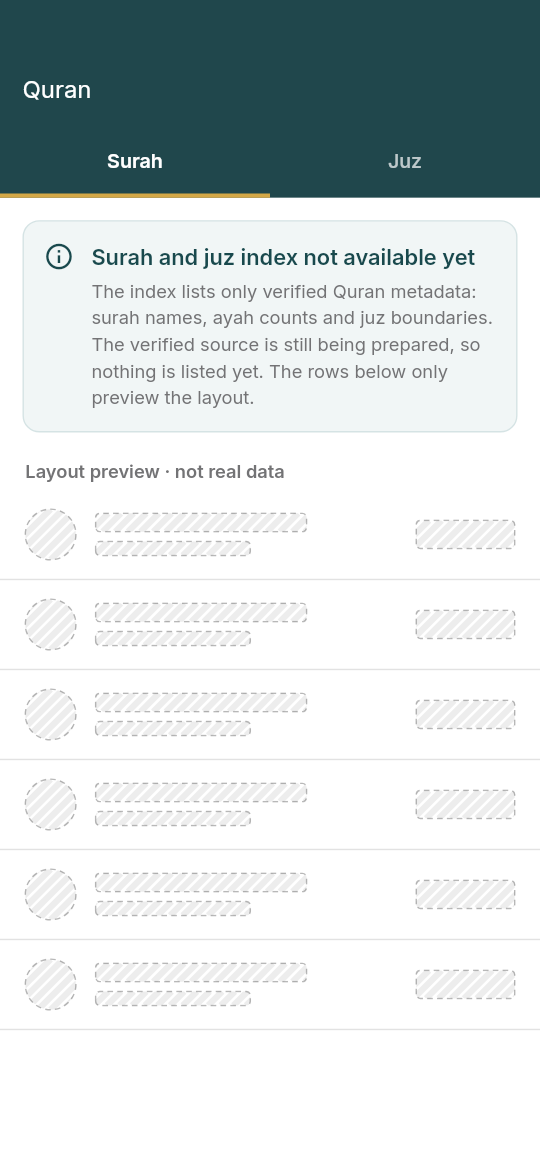 Quran
Surah
Juz
Surah and juz index not available yet
The index lists only verified Quran metadata:
surah names, ayah counts and juz boundaries.
The verified source is still being prepared, so
nothing is listed yet. The rows below only
preview the layout.
Layout preview · not real data